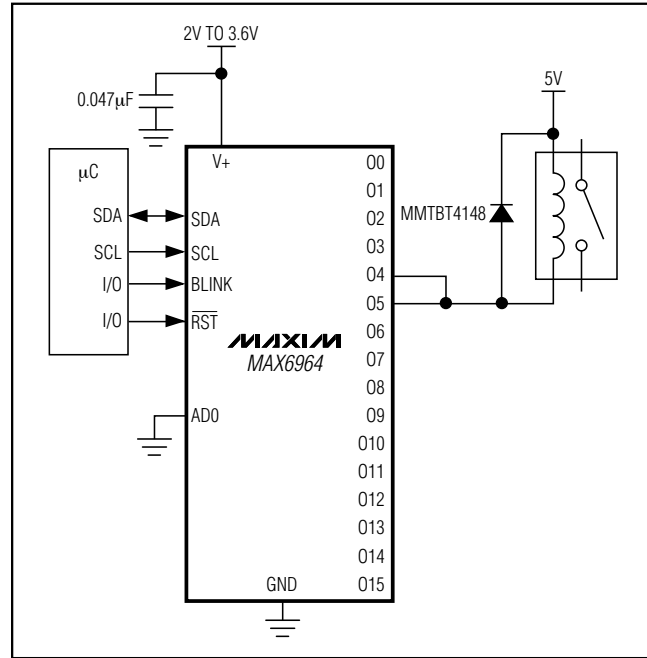 2V TO 3.6V
0.047μF
5V
μC
SDA
SCL
I/O
I/O
V+
SDA
SCL
BLINK
RST
AD0
GND
MAXIM
MAX6964
O0
O1
O2
O3
O4
O5
O6
O7
O8
O9
O10
O11
O12
O13
O14
O15
MMTBT4148